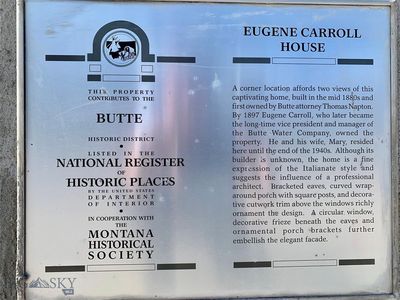 THIS PROPERTY
CONTRIBUTES TO THE
BUTTE
HISTORIC DISTRICT
LISTED IN THE
NATIONAL REGISTER
OF
HISTORIC PLACES
BY THE UNITED STATES
DEPARTMENT
OF INTERIOR
IN COOPERATION WITH
THE
MONTANA
HISTORICAL
SOCIETY
EUGENE CARROLL
HOUSE
A corner location affords two views of this
captivating home, built in the mid 1880s and
first owned by Butte attorney Thomas Napton.
By 1897 Eugene Carroll, who later became
the long-time vice president and manager of
the Butte Water Company, owned the
property. He and his wife, Mary, resided
here until the end of the 1940s. Although its
builder is unknown, the home is a fine
expression of the Italianate style and
suggests the influence of a professional
architect. Bracketed eaves, curved wrap-
around porch with square posts, and decora-
tive cutwork trim above the windows richly
ornament the design. A circular window,
decorative frieze beneath the eaves and
ornamental porch brackets further
embellish the elegant facade.
SKY